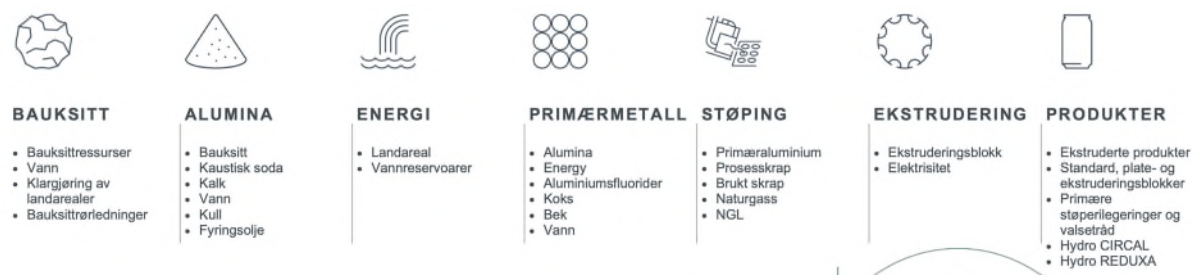 BAUKSITT
• Bauksittressurser
• Vann
• Klargjøring av
landarealer
• Bauksittrørledninger
ALUMINA
• Bauksitt
• Kaustisk soda
• Kalk
• Vann
• Kull
• Fyringsolje
ENERGI
• Landareal
• Vannreservoarer
PRIMÆRMETALL
• Alumina
• Energy
• Aluminiumsfluorider
• Koks
• Bek
• Vann
STØPING
• Primæraluminium
• Prosesskrap
• Brukt skrap
• Naturgass
• NGL
EKSTRUDERING
• Ekstruderingsblokk
• Elektrisitet
PRODUKTER
• Ekstruderte produkter
• Standard, plate- og
ekstruderingsblokker
• Primære
støperilegeringer og
valsetråd
• Hydro CIRCAL
• Hydro REDUXA